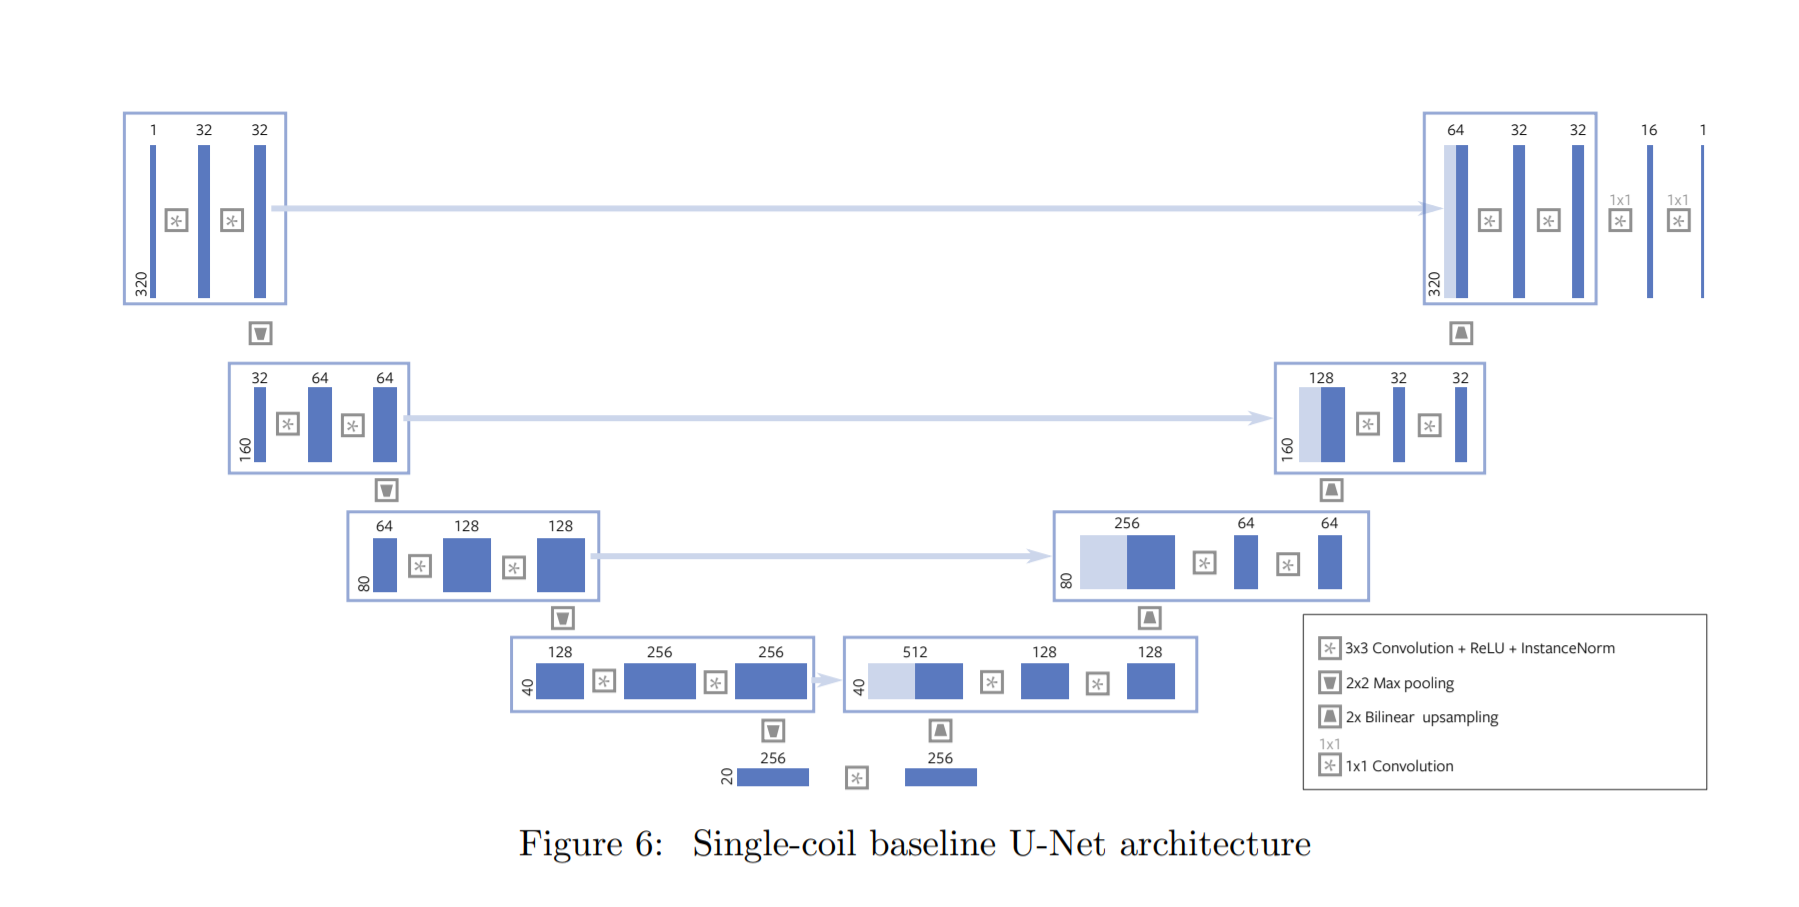 1 32 32
64 32 32 16 1
1x1 1x1
320
320
32 64 64
128 32 32
160
160
64 128 128
256 64 64
80
80
128 256 256
512 128 128
40
40
256 256
20
3x3 Convolution + ReLU + InstanceNorm
2x2 Max pooling
2x Bilinear upsampling
1x1
1x1 Convolution
Figure 6: Single-coil baseline U-Net architecture